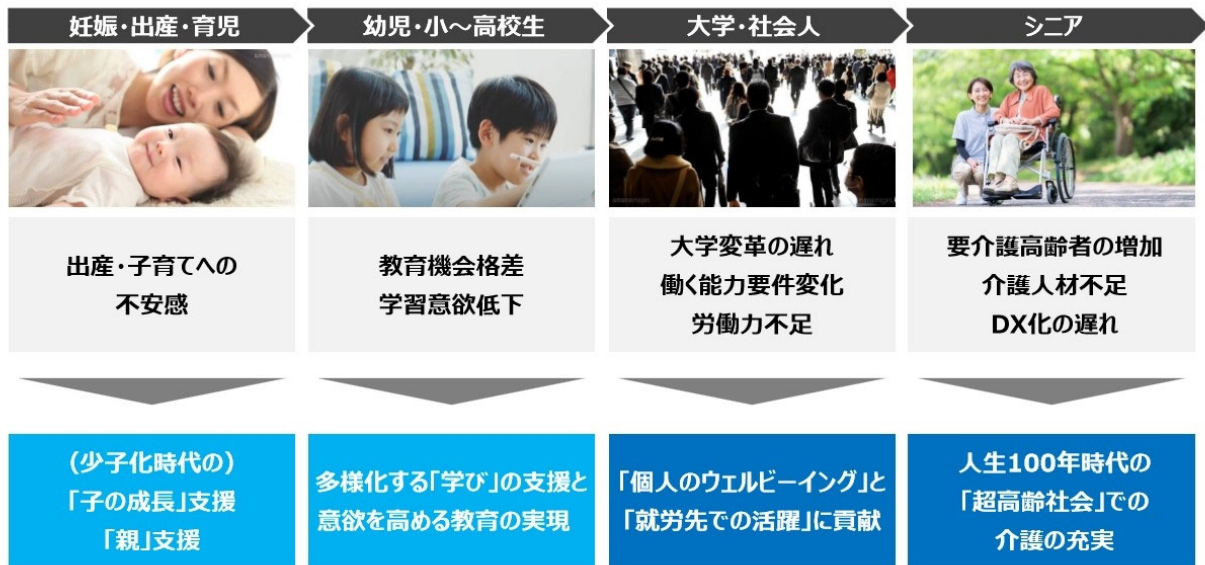 妊娠・出産・育児
幼児・小～高校生
大学・社会人
シニア
出産・子育てへの
不安感
教育機会格差
学習意欲低下
大学変革の遅れ
働く能力要件変化
労働力不足
要介護高齢者の増加
介護人材不足
DX化の遅れ
(少子化時代の)
「子の成長」支援
「親」支援
多様化する「学び」の支援と
意欲を高める教育の実現
「個人のウェルビーイング」と
「就労先での活躍」に貢献
人生100年時代の
「超高齢社会」での
介護の充実